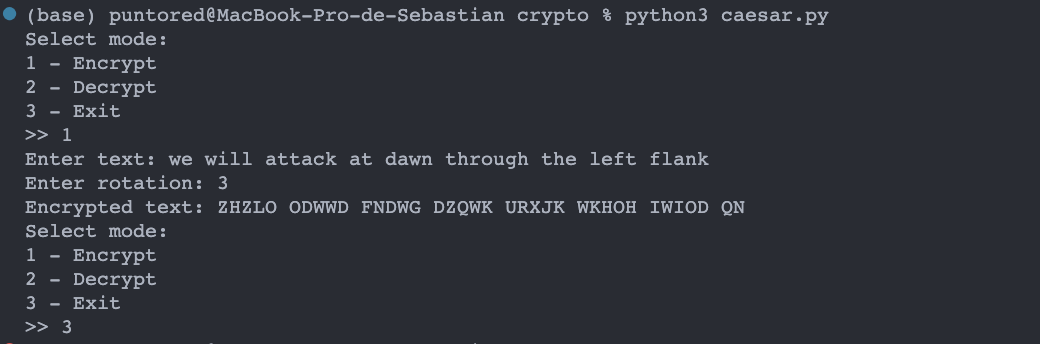 (base) puntored@MacBook-Pro-de-Sebastian crypto % python3 caesar.py
Select mode:
1 - Encrypt
2 - Decrypt
3 - Exit
>> 1
Enter text: we will attack at dawn through the left flank
Enter rotation: 3
Encrypted text: ZHZLO ODWWD FNDWG DZQWK URXJK WKHOH IWIOD QN
Select mode:
1 - Encrypt
2 - Decrypt
3 - Exit
>> 3